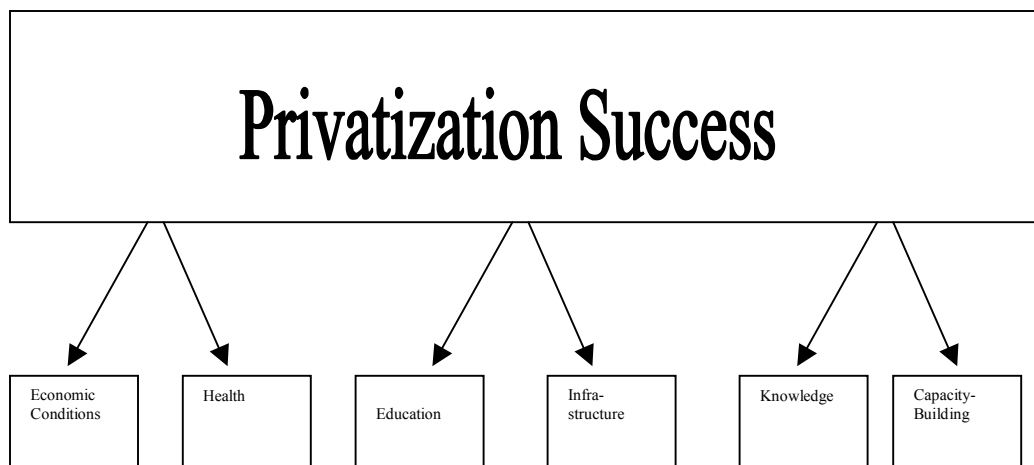 Privatization Success
Economic
Conditions
Health
Education
Infra-
structure
Knowledge
Capacity-
Building